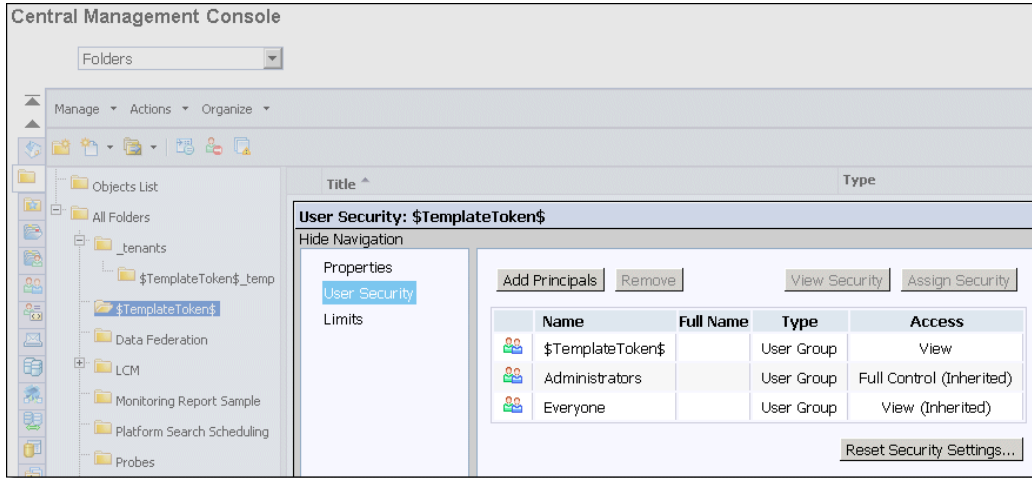 Central Management Console
Folders
Manage Actions Organize
Objects List
Title Type
All Folders
_tenants
$TemplateToken$_temp
$TemplateToken$
Data Federation
LCM
Monitoring Report Sample
Platform Search Scheduling
Probes
User Security: $TemplateToken$
Hide Navigation
Properties
User Security
Limits
Add Principals Remove View Security Assign Security
Name Full Name Type Access
$TemplateToken$ User Group View
Administrators User Group Full Control (Inherited)
Everyone User Group View (Inherited)
Reset Security Settings...